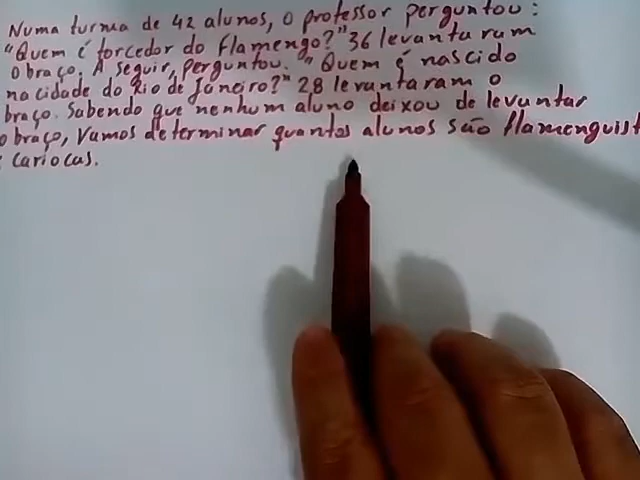 Numa turma de 42 alunos, o professor perguntou:
"Quem é torcedor do Flamengo?" 36 levantaram
o braço. A seguir, perguntou. "Quem é nascido
na cidade do Rio de Janeiro?" 28 levantaram o
braço. Sabendo que nenhum aluno deixou de levantar
o braço, Vamos determinar quantos alunos são flamenguist
cariocas.